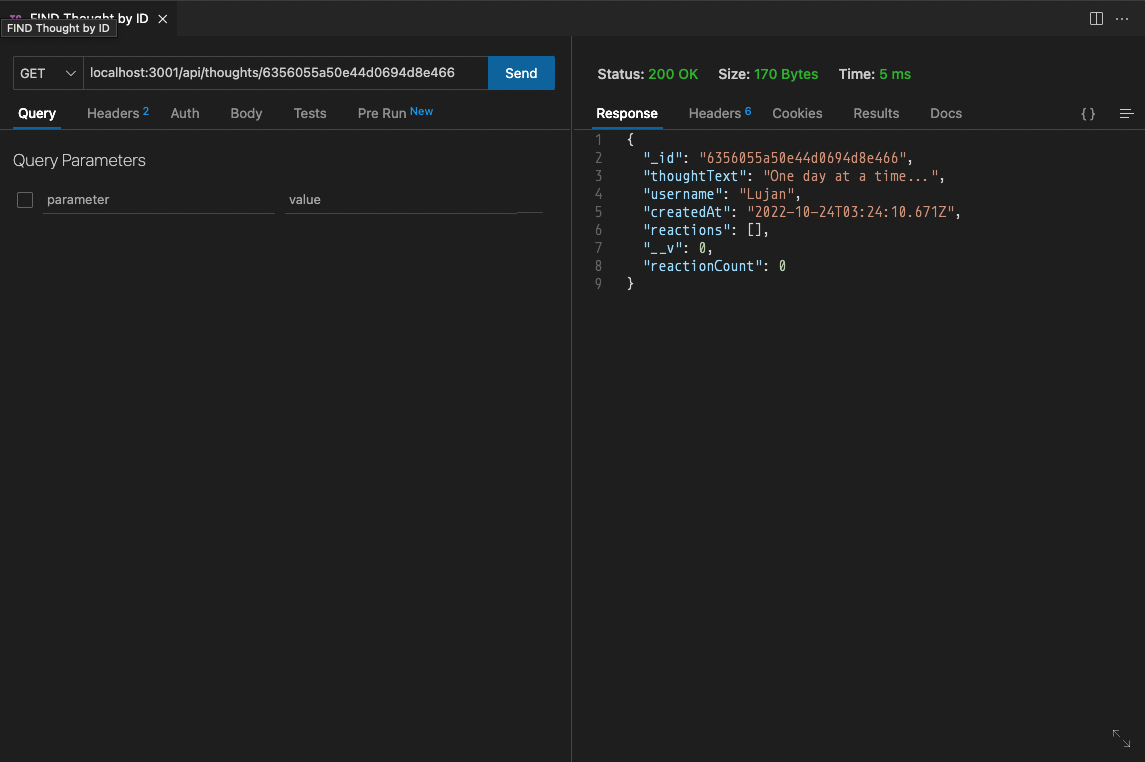 FIND Thought by ID
FIND Thought by ID
GET localhost:3001/api/thoughts/6356055a50e44d0694d8e466 Send
Query Headers 2 Auth Body Tests Pre Run New
Query Parameters
parameter value
Status: 200 OK Size: 170 Bytes Time: 5 ms
Response Headers 6 Cookies Results Docs { }
1 {
2 "_id": "6356055a50e44d0694d8e466",
3 "thoughtText": "One day at a time...",
4 "username": "Lujan",
5 "createdAt": "2022-10-24T03:24:10.671Z",
6 "reactions": [],
7 "__v": 0,
8 "reactionCount": 0
9 }